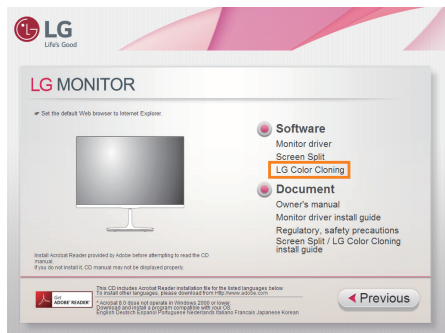 LG
Life's Good
LG MONITOR
☞ Set the default Web browser to Internet Explorer.
Software
Monitor driver
Screen Split
LG Color Cloning
Document
Owner's manual
Monitor driver install guide
Regulatory, safety precautions
Screen Split / LG Color Cloning
install guide
Install Acrobat Reader provided by Adobe before attempting to read the CD
manual.
If you do not install it, CD manual may not be displayed properly.
Get
ADOBE® READER®
This CD includes Acrobat Reader installation file for the listed languages below.
To install other languages, please download from http://www.adobe.com
* Acrobat 8.0 dose not operate in Windows 2000 or lower.
Download and install a program compatible with your OS.
English Deutsch Espanol Portuguese Nederlands Italiano Francais Japanese Korean
Previous